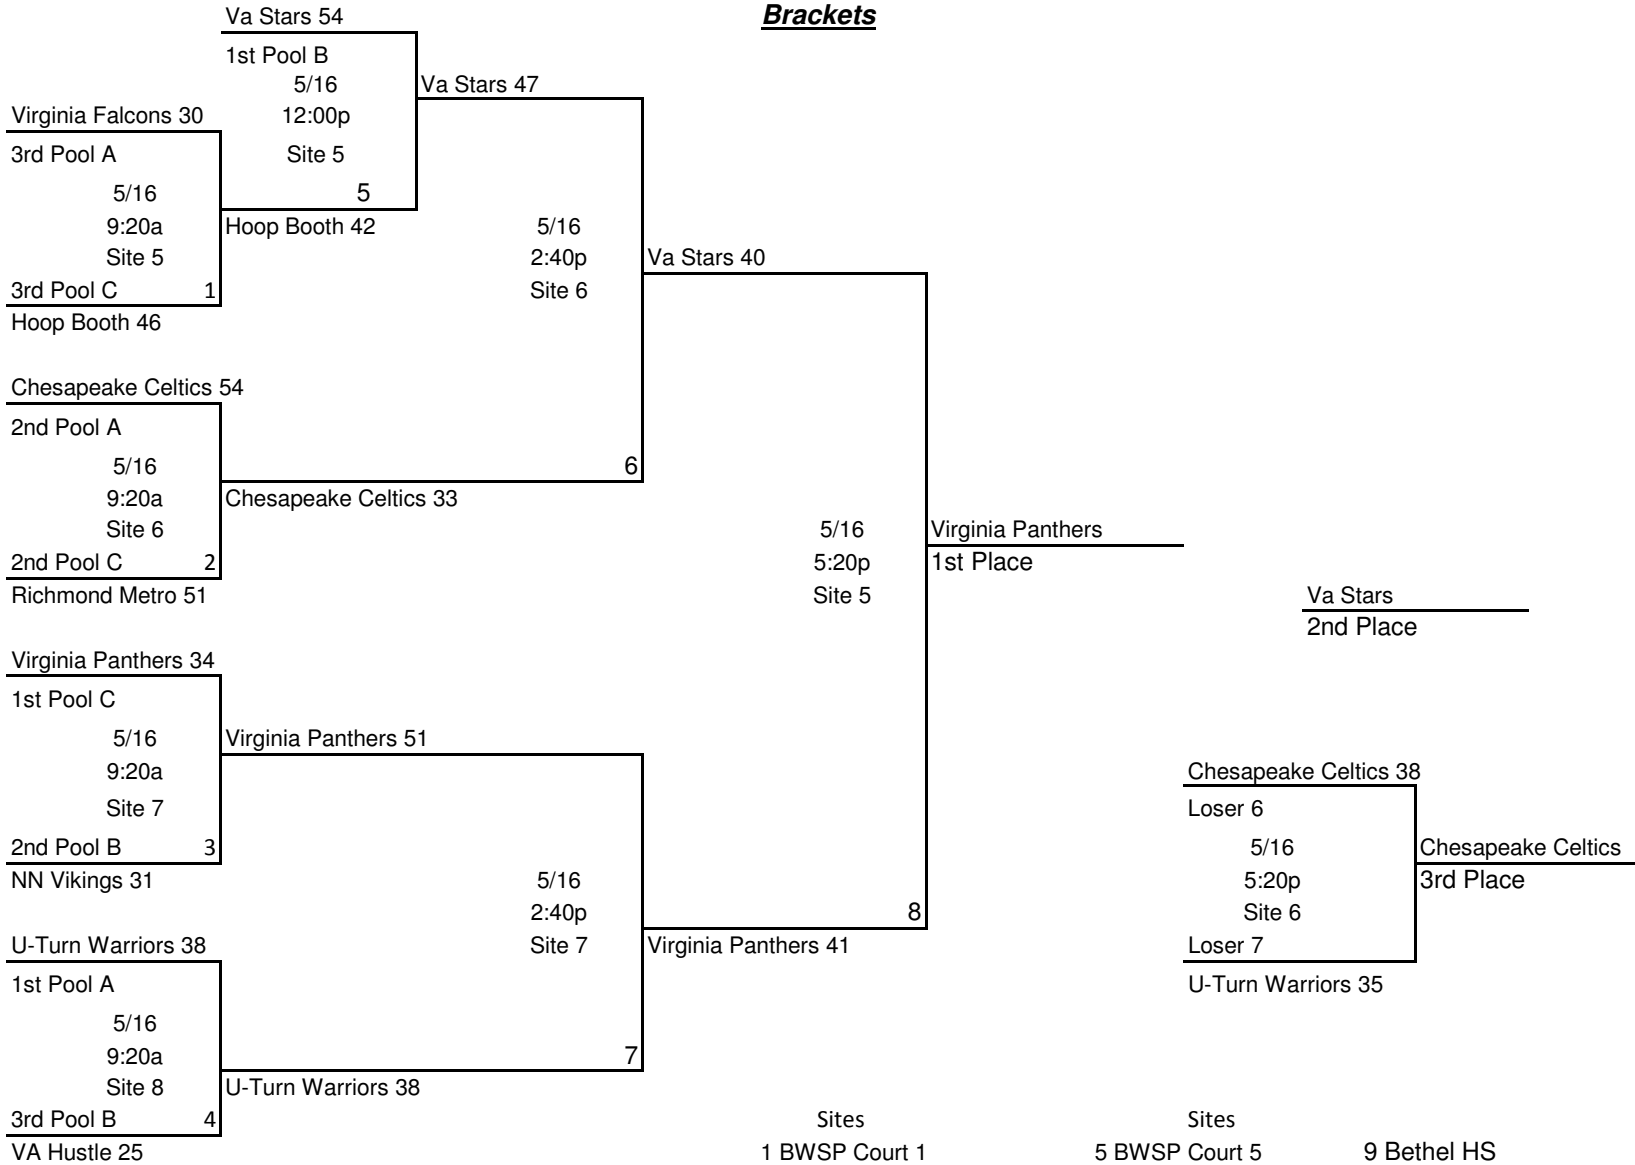 Brackets
Va Stars 54
1st Pool B
5/16
12:00p
Site 5
5
Hoop Booth 42
Virginia Falcons 30
3rd Pool A
5/16
9:20a
Site 5
3rd Pool C 1
Hoop Booth 46
Va Stars 47
5/16
2:40p
Site 6
6
Chesapeake Celtics 33
Chesapeake Celtics 54
2nd Pool A
5/16
9:20a
Site 6
2nd Pool C 2
Richmond Metro 51
Va Stars 40
5/16
5:20p
Site 5
8
Virginia Panthers 41
Virginia Panthers
1st Place
Va Stars
2nd Place
Virginia Panthers 34
1st Pool C
5/16
9:20a
Site 7
2nd Pool B 3
NN Vikings 31
Virginia Panthers 51
5/16
2:40p
Site 7
7
U-Turn Warriors 38
U-Turn Warriors 38
1st Pool A
5/16
9:20a
Site 8
3rd Pool B 4
VA Hustle 25
Chesapeake Celtics 38
Loser 6
5/16
5:20p
Site 6
Loser 7
U-Turn Warriors 35
Chesapeake Celtics
3rd Place
Sites
1 BWSP Court 1
Sites
5 BWSP Court 5
9 Bethel HS